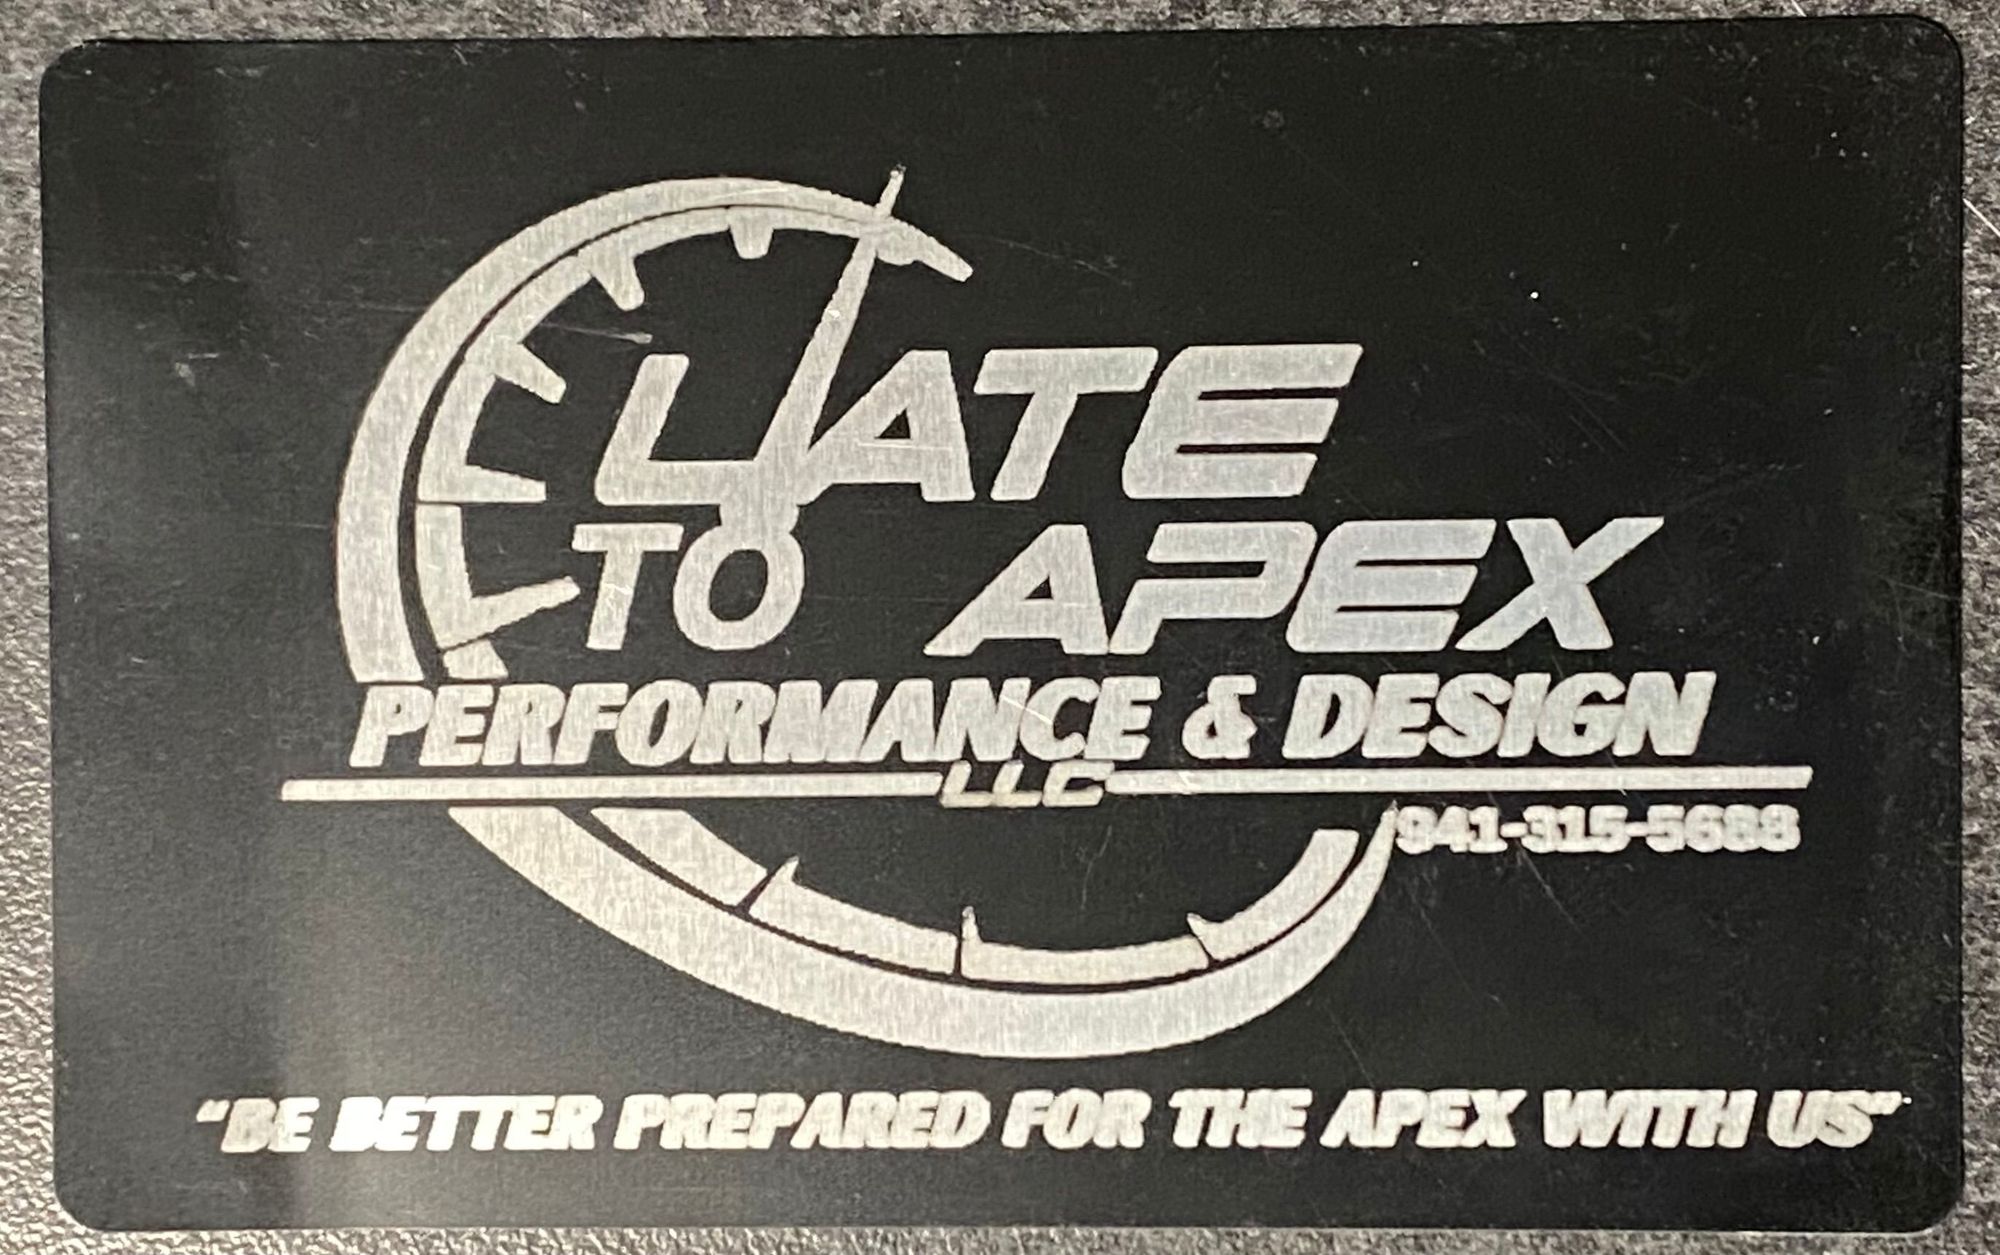 LATE
TO APEX
PERFORMANCE & DESIGN
LLC
941-315-5688
"BE BETTER PREPARED FOR THE APEX WITH US"